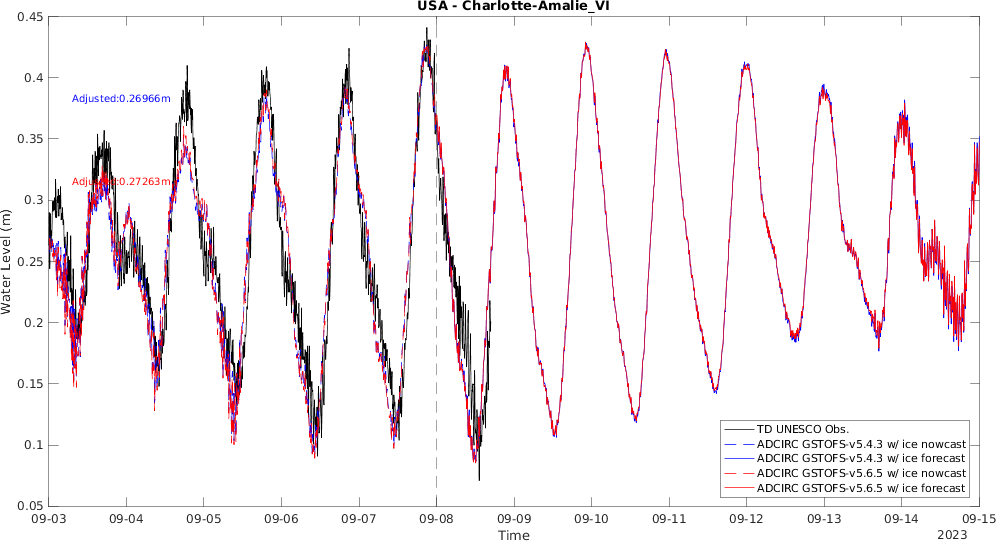 USA - Charlotte-Amalie_VI
0.45
0.4
0.35
0.3
0.25
0.2
0.15
0.1
0.05
Water Level (m)
Adjusted:0.26966m
Adjusted:0.27263m
TD UNESCO Obs.
ADCIRC GSTOFS-v5.4.3 w/ ice nowcast
ADCIRC GSTOFS-v5.4.3 w/ ice forecast
ADCIRC GSTOFS-v5.6.5 w/ ice nowcast
ADCIRC GSTOFS-v5.6.5 w/ ice forecast
09-03 09-04 09-05 09-06 09-07 09-08 09-09 09-10 09-11 09-12 09-13 09-14 09-15
Time
2023